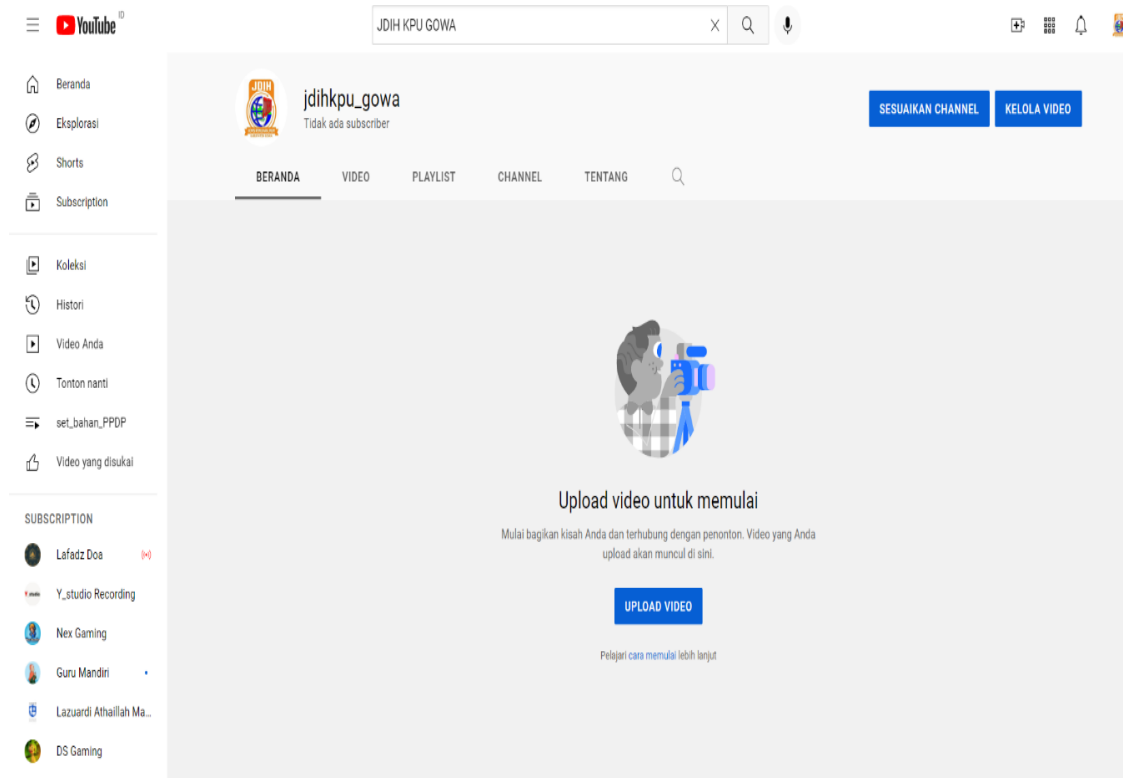 YouTube ID
JDIH KPU GOWA
Beranda
Eksplorasi
Shorts
Subscription
Koleksi
Histori
Video Anda
Tonton nanti
set_bahan_PPDP
Video yang disukai
SUBSCRIPTION
Lafadz Doa
Y_studio Recording
Nex Gaming
Guru Mandiri
Lazuardi Athaillah Ma...
DS Gaming
JDIH
jdihkpu_gowa
Tidak ada subscriber
SESUAIKAN CHANNEL
KELOLA VIDEO
BERANDA
VIDEO
PLAYLIST
CHANNEL
TENTANG
Upload video untuk memulai
Mulai bagikan kisah Anda dan terhubung dengan penonton. Video yang Anda
upload akan muncul di sini.
UPLOAD VIDEO
Pelajari cara memulai lebih lanjut